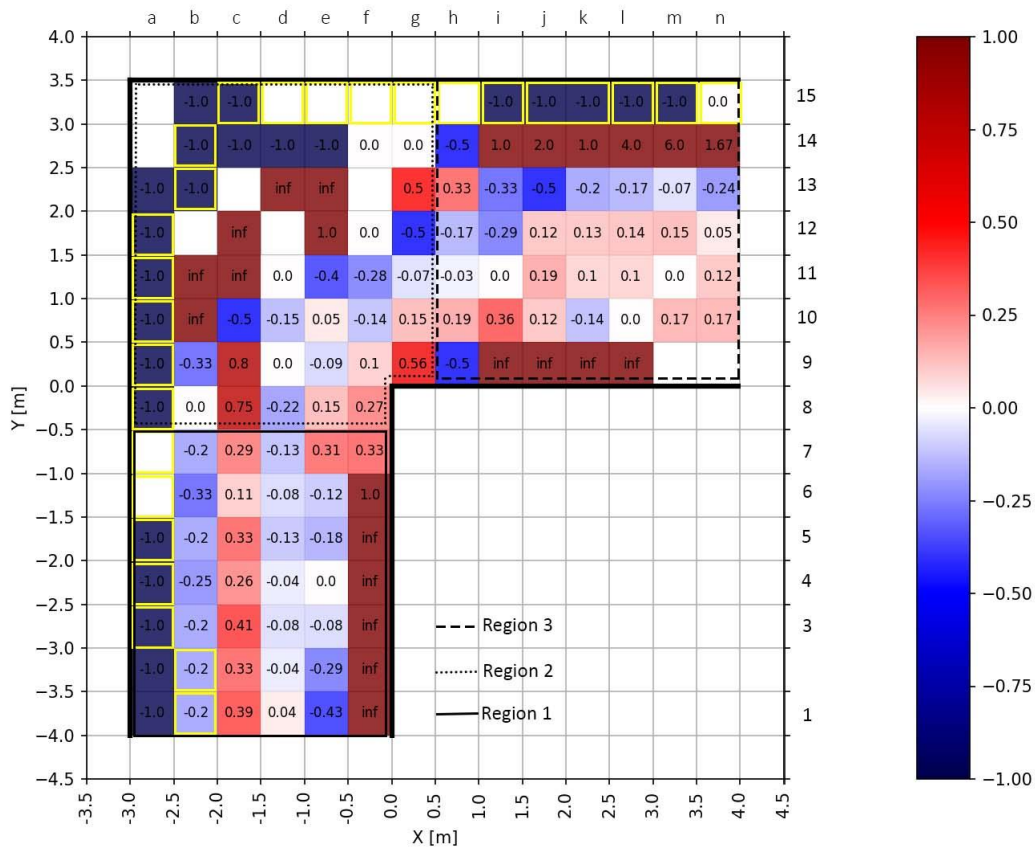 a b c d e f g h i j k l m n
4.0
3.5
-1.0 -1.0 -1.0 -1.0 -1.0 -1.0 -1.0 0.0 15
3.0
-1.0 -1.0 -1.0 -1.0 0.0 0.0 -0.5 1.0 2.0 1.0 4.0 6.0 1.67 14
2.5
-1.0 -1.0 inf inf 0.5 0.33 -0.33 -0.5 -0.2 -0.17 -0.07 -0.24 13
2.0
-1.0 inf 1.0 0.0 -0.5 -0.17 -0.29 0.12 0.13 0.14 0.15 0.05 12
1.5
-1.0 inf inf 0.0 -0.4 -0.28 -0.07 -0.03 0.0 0.19 0.1 0.1 0.0 0.12 11
1.0
-1.0 inf -0.5 -0.15 0.05 -0.14 0.15 0.19 0.36 0.12 -0.14 0.0 0.17 0.17 10
0.5
-1.0 -0.33 0.8 0.0 -0.09 0.1 0.56 -0.5 inf inf inf inf 9
0.0
-1.0 0.0 0.75 -0.22 0.15 0.27 8
-0.5
-0.2 0.29 -0.13 0.31 0.33 7
-1.0
-0.33 0.11 -0.08 -0.12 1.0 6
-1.5
-1.0 -0.2 0.33 -0.13 -0.18 inf 5
-2.0
-1.0 -0.25 0.26 -0.04 0.0 inf 4
-2.5
-1.0 -0.2 0.41 -0.08 -0.08 inf Region 3 3
-3.0
-1.0 -0.2 0.33 -0.04 -0.29 inf Region 2 2
-3.5
-1.0 -0.2 0.39 0.04 -0.43 inf Region 1 1
-4.0
-4.5
Y [m]
-3.5 -3.0 -2.5 -2.0 -1.5 -1.0 -0.5 0.0 0.5 1.0 1.5 2.0 2.5 3.0 3.5 4.0 4.5
X [m]
1.00
0.75
0.50
0.25
0.00
-0.25
-0.50
-0.75
-1.00